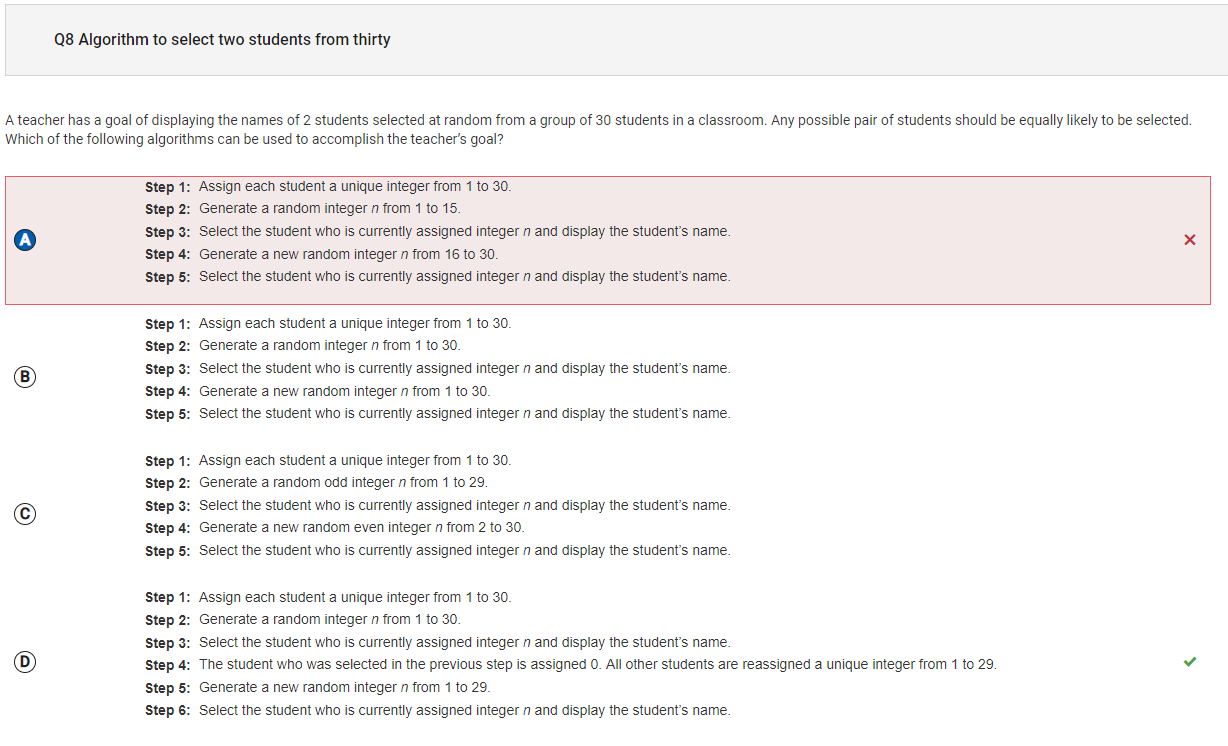 Q8 Algorithm to select two students from thirty
A teacher has a goal of displaying the names of 2 students selected at random from a group of 30 students in a classroom. Any possible pair of students should be equally likely to be selected.
Which of the following algorithms can be used to accomplish the teacher's goal?
A
Step 1: Assign each student a unique integer from 1 to 30.
Step 2: Generate a random integer n from 1 to 15.
Step 3: Select the student who is currently assigned integer n and display the student's name.
Step 4: Generate a new random integer n from 16 to 30.
Step 5: Select the student who is currently assigned integer n and display the student's name.
B
Step 1: Assign each student a unique integer from 1 to 30.
Step 2: Generate a random integer n from 1 to 30.
Step 3: Select the student who is currently assigned integer n and display the student's name.
Step 4: Generate a new random integer n from 1 to 30.
Step 5: Select the student who is currently assigned integer n and display the student's name.
C
Step 1: Assign each student a unique integer from 1 to 30.
Step 2: Generate a random odd integer n from 1 to 29.
Step 3: Select the student who is currently assigned integer n and display the student's name.
Step 4: Generate a new random even integer n from 2 to 30.
Step 5: Select the student who is currently assigned integer n and display the student's name.
D
Step 1: Assign each student a unique integer from 1 to 30.
Step 2: Generate a random integer n from 1 to 30.
Step 3: Select the student who is currently assigned integer n and display the student's name.
Step 4: The student who was selected in the previous step is assigned 0. All other students are reassigned a unique integer from 1 to 29.
Step 5: Generate a new random integer n from 1 to 29.
Step 6: Select the student who is currently assigned integer n and display the student's name.